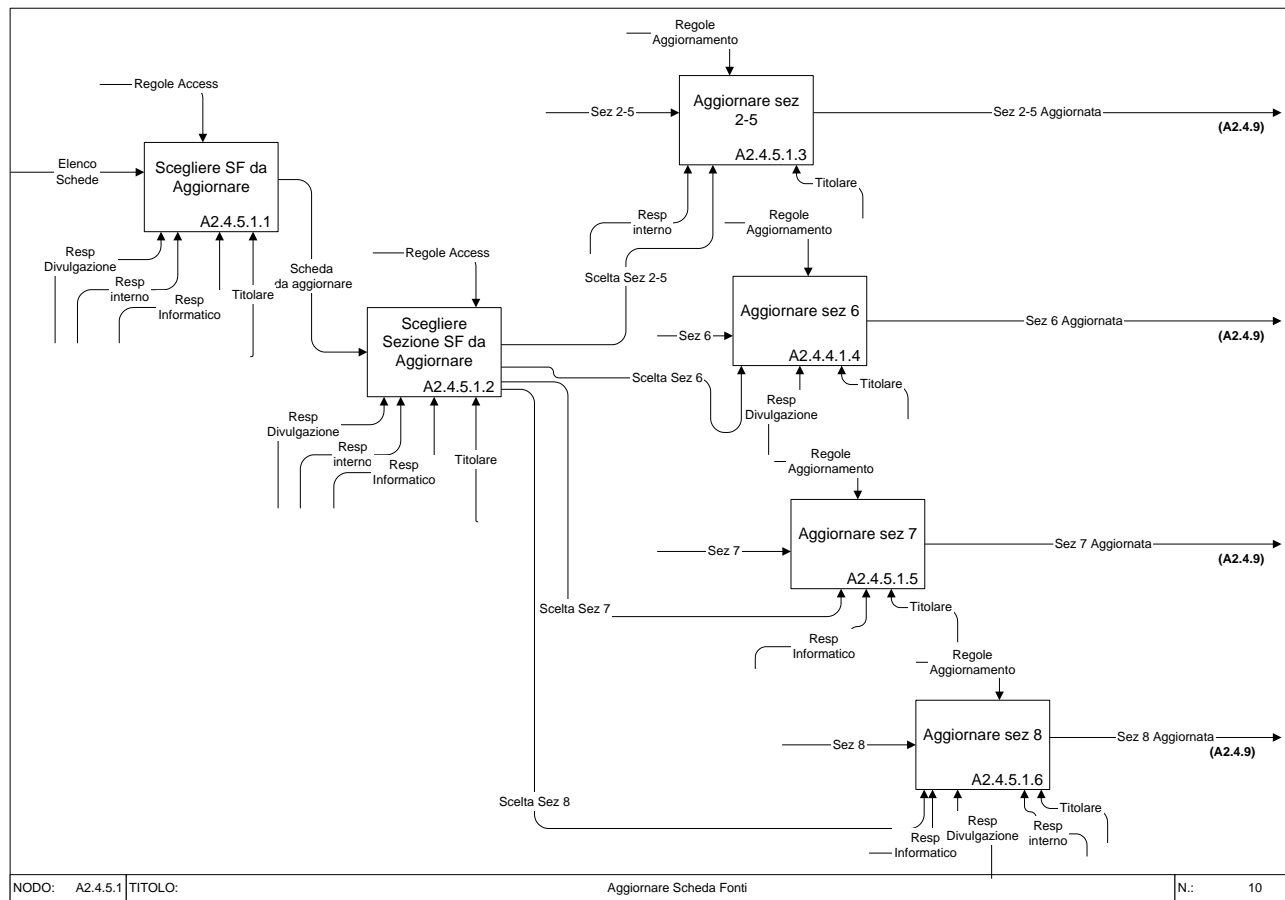 Regole
Aggiornamento
Regole Access
Aggiornare sez
2-5
Sez 2-5
Sez 2-5 Aggiornata
(A2.4.9)
A2.4.5.1.3
Elenco
Schede
Scegliere SF da
Aggiornare
A2.4.5.1.1
Titolare
Resp
interno
Regole
Aggiornamento
Resp
Divulgazione
Resp
interno
Resp
Informatico
Titolare
Scheda
da aggiornare
Regole Access
Scelta Sez 2-5
Aggiornare sez 6
Sez 6
Sez 6 Aggiornata
(A2.4.9)
A2.4.4.1.4
Scegliere
Sezione SF da
Aggiornare
A2.4.5.1.2
Scelta Sez 6
Titolare
Resp
Divulgazione
Resp
Divulgazione
Resp
interno
Resp
Informatico
Titolare
Regole
Aggiornamento
Aggiornare sez 7
Sez 7
Sez 7 Aggiornata
(A2.4.9)
A2.4.5.1.5
Scelta Sez 7
Titolare
Resp
Informatico
Regole
Aggiornamento
Aggiornare sez 8
Sez 8
Sez 8 Aggiornata
(A2.4.9)
A2.4.5.1.6
Scelta Sez 8
Resp
Informatico
Resp
Divulgazione
Resp
interno
Titolare
NODO: A2.4.5.1 TITOLO: Aggiornare Scheda Fonti N.: 10